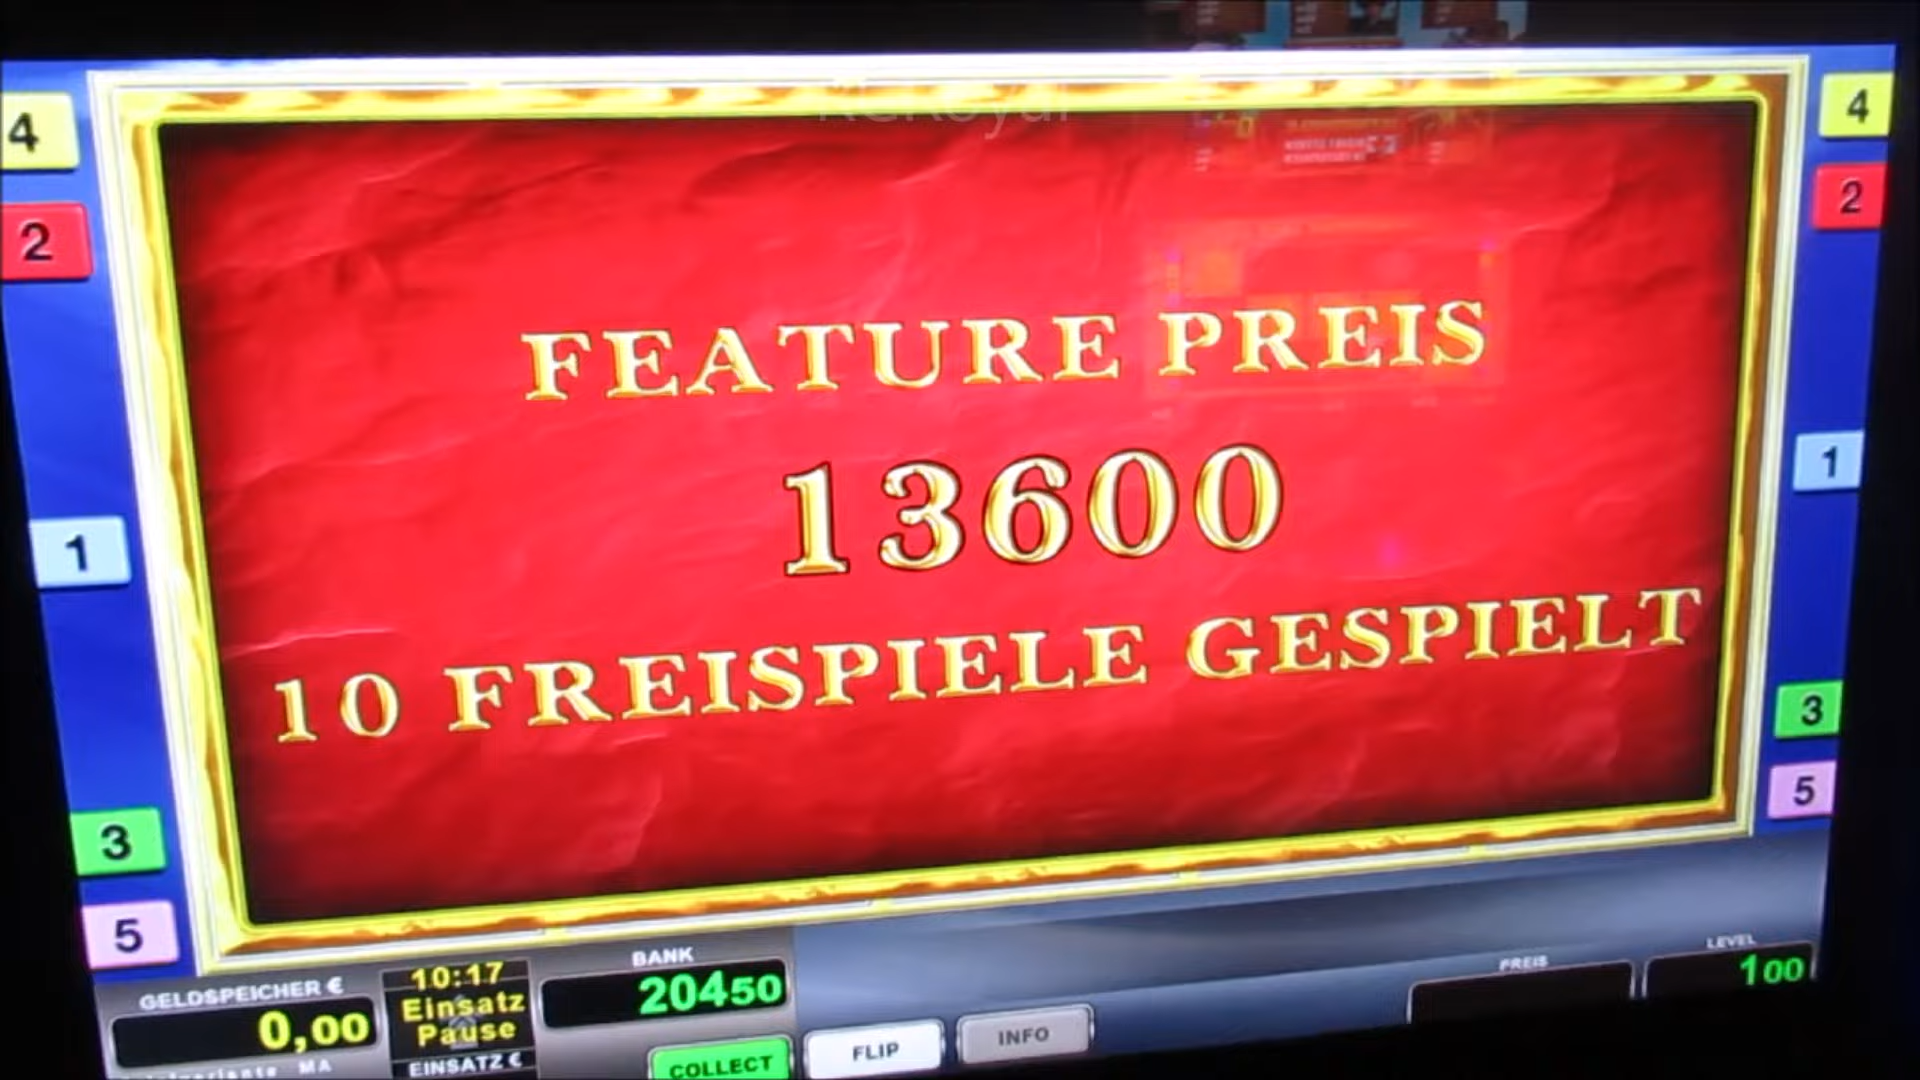 4
4
2
2
FEATURE PREIS
13600
10 FREISPIELE GESPIELT
1
1
3
3
5
5
GELDSPEICHER €
0,00
10:17
Einsatz
Pause
EINSATZ €
BANK
20450
COLLECT
FLIP
INFO
PREIS
LEVEL
100
MA